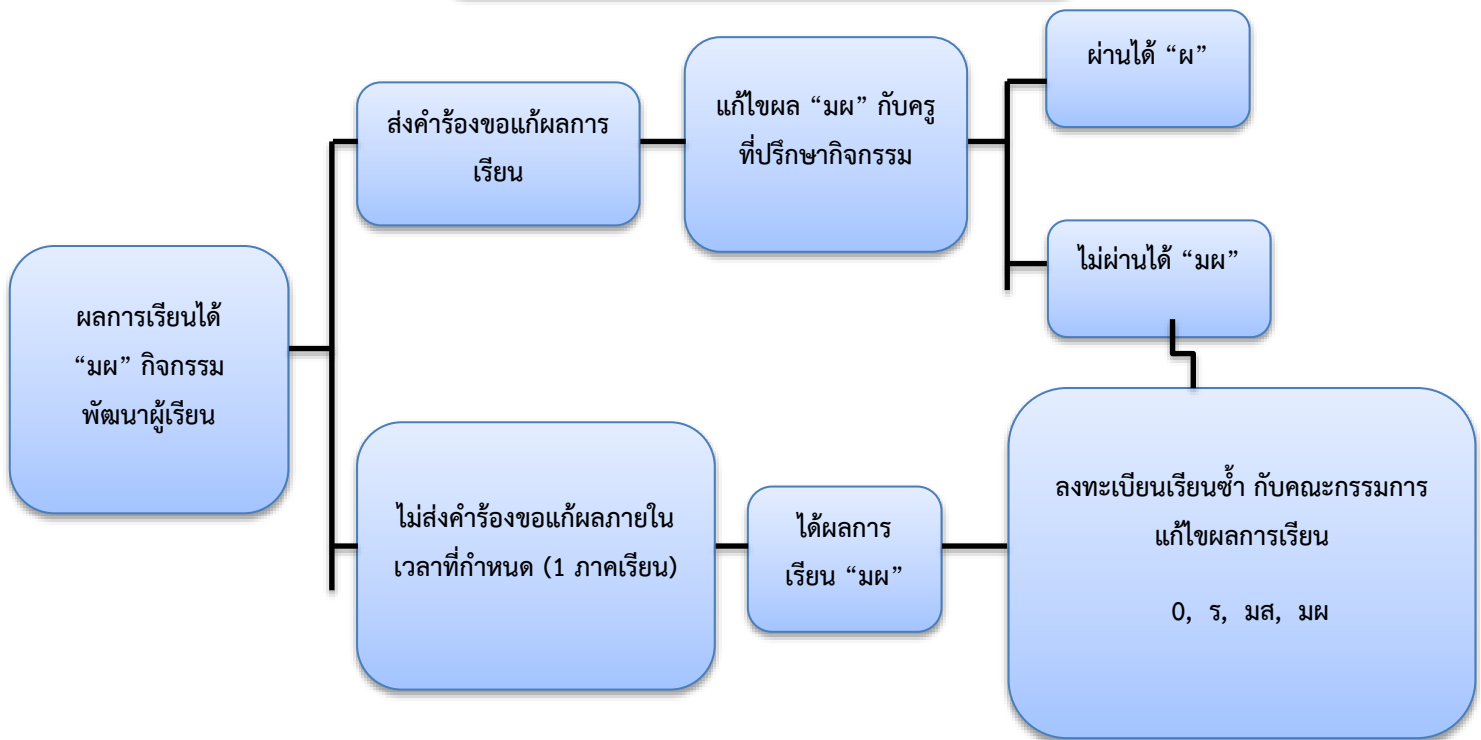 ผ่านได้ “ผ”
ส่งคำร้องขอแก้ผลการ
เรียน
แก้ไขผล “มผ” กับครู
ที่ปรึกษากิจกรรม
ไม่ผ่านได้ “มผ”
ผลการเรียนได้
“มผ” กิจกรรม
พัฒนาผู้เรียน
ไม่ส่งคำร้องขอแก้ผลภายใน
เวลาที่กำหนด (1 ภาคเรียน)
ได้ผลการ
เรียน “มผ”
ลงทะเบียนเรียนซ้ำ กับคณะกรรมการ
แก้ไขผลการเรียน
0, ร, มส, มผ